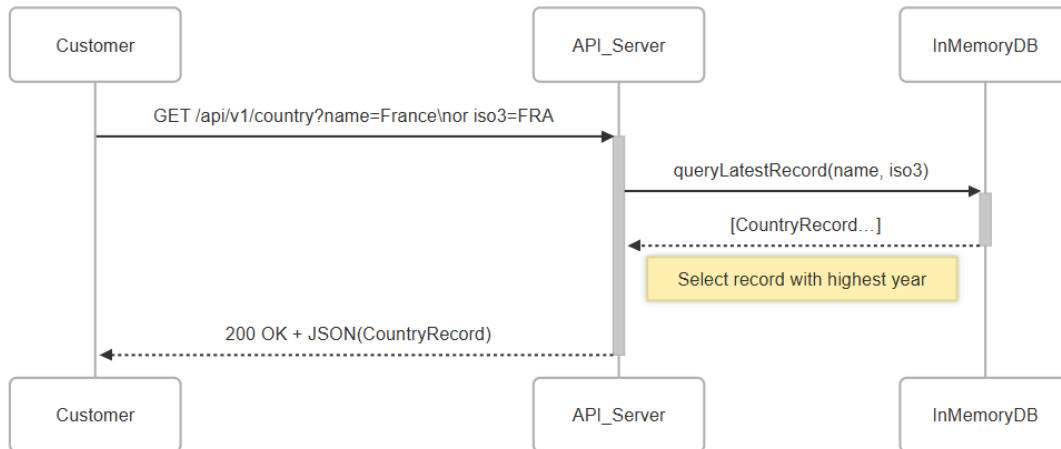 Customer
API_Server
InMemoryDB
GET /api/v1/country?name=France\nor iso3=FRA
queryLatestRecord(name, iso3)
[CountryRecord…]
Select record with highest year
200 OK + JSON(CountryRecord)
Customer
API_Server
InMemoryDB